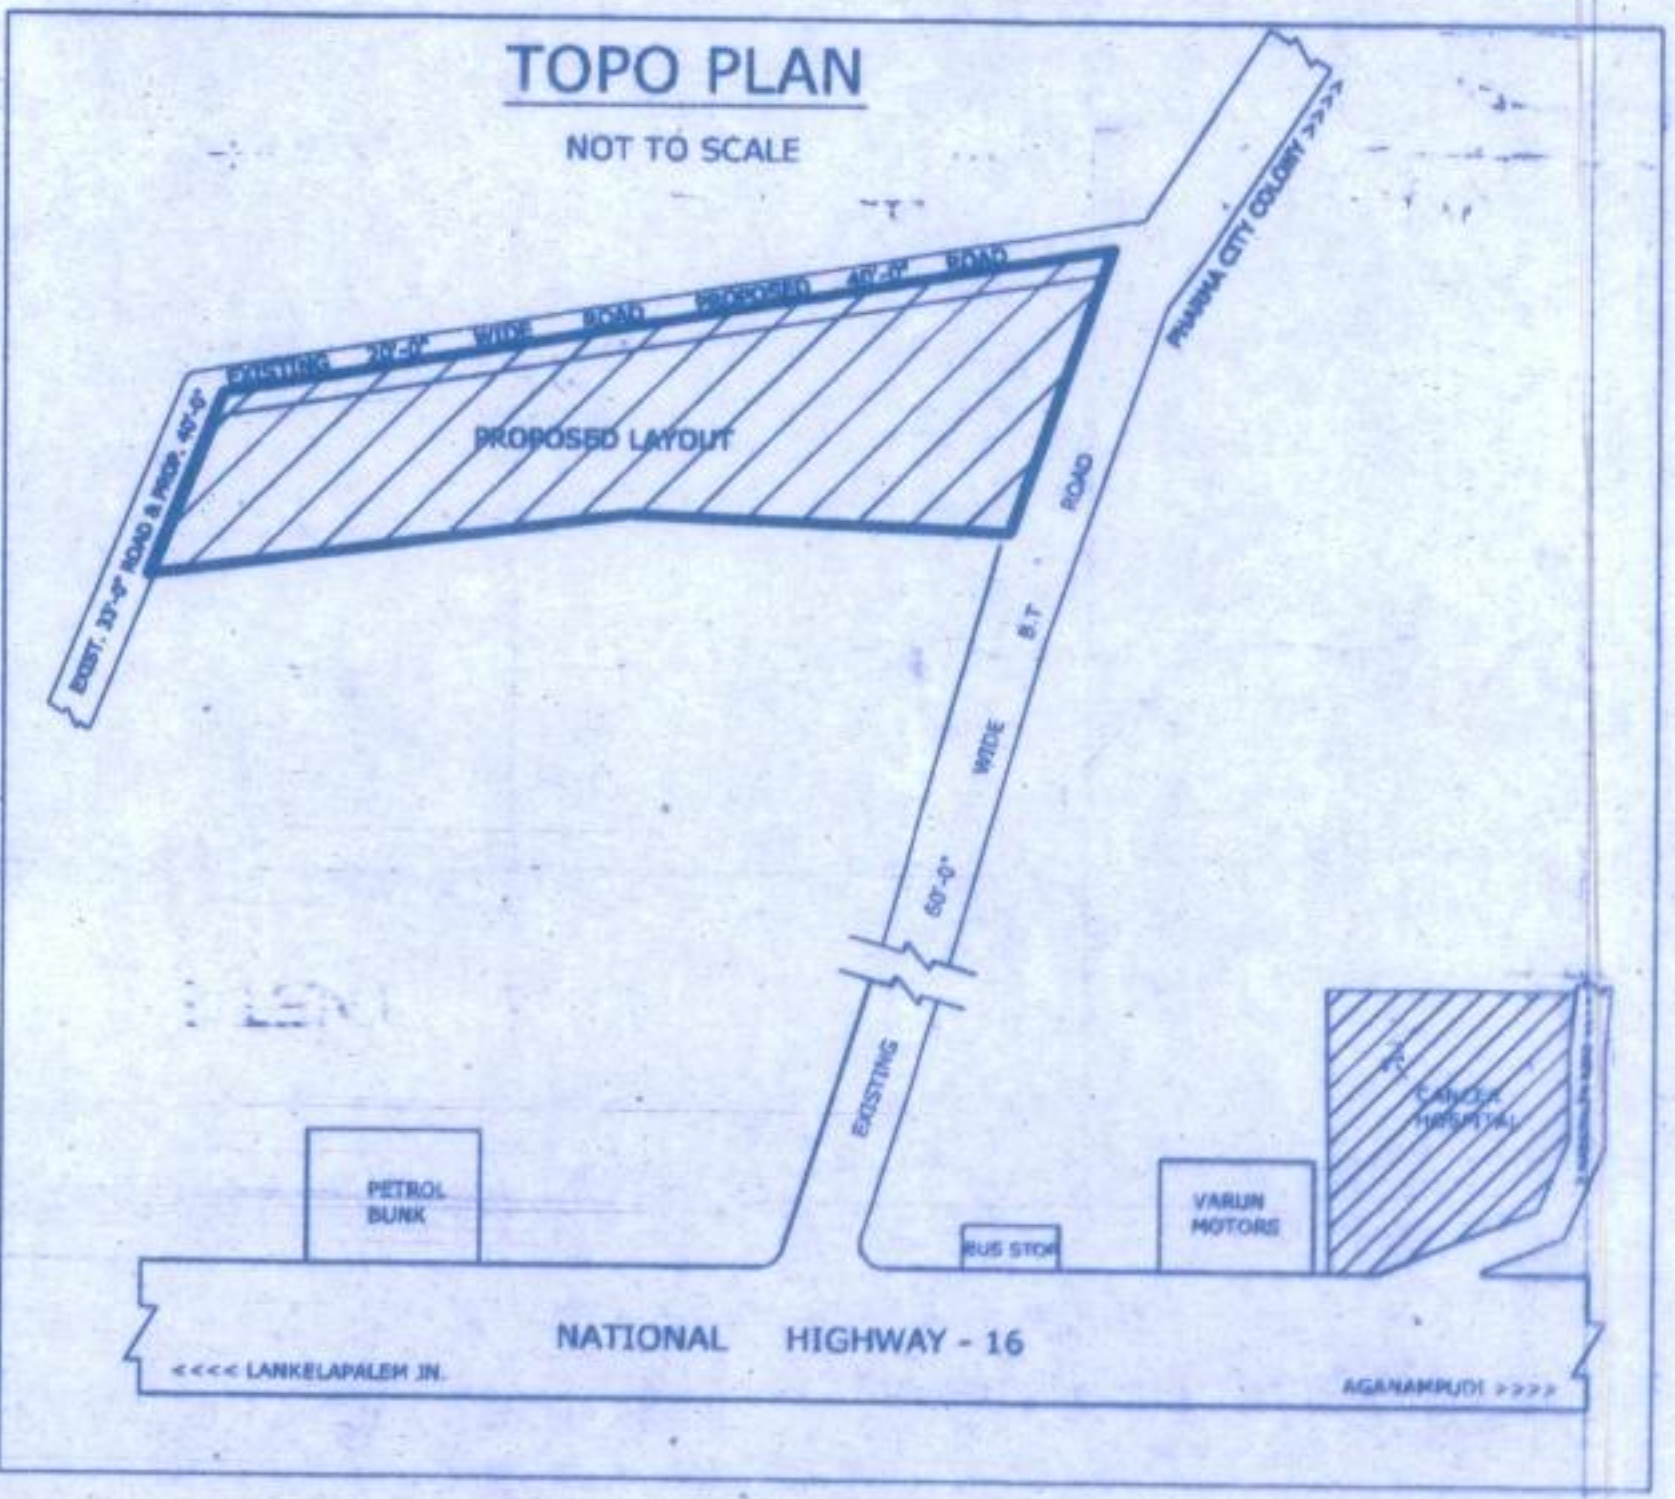 TOPO PLAN
NOT TO SCALE
PHARMA CITY COLONY >>>>
EXISTING 20'-0" WIDE ROAD PROPOSED 40'-0" ROAD
EXIST. 33'-0" ROAD & PROP. 40'-0"
PROPOSED LAYOUT
EXISTING 60'-0" WIDE B.T ROAD
CANCER
HOSPITAL
PETROL
BUNK
BUS STOP
VARUN
MOTORS
NATIONAL HIGHWAY - 16
<<<< LANKELAPALEM JN.
AGANAMPUDI >>>>